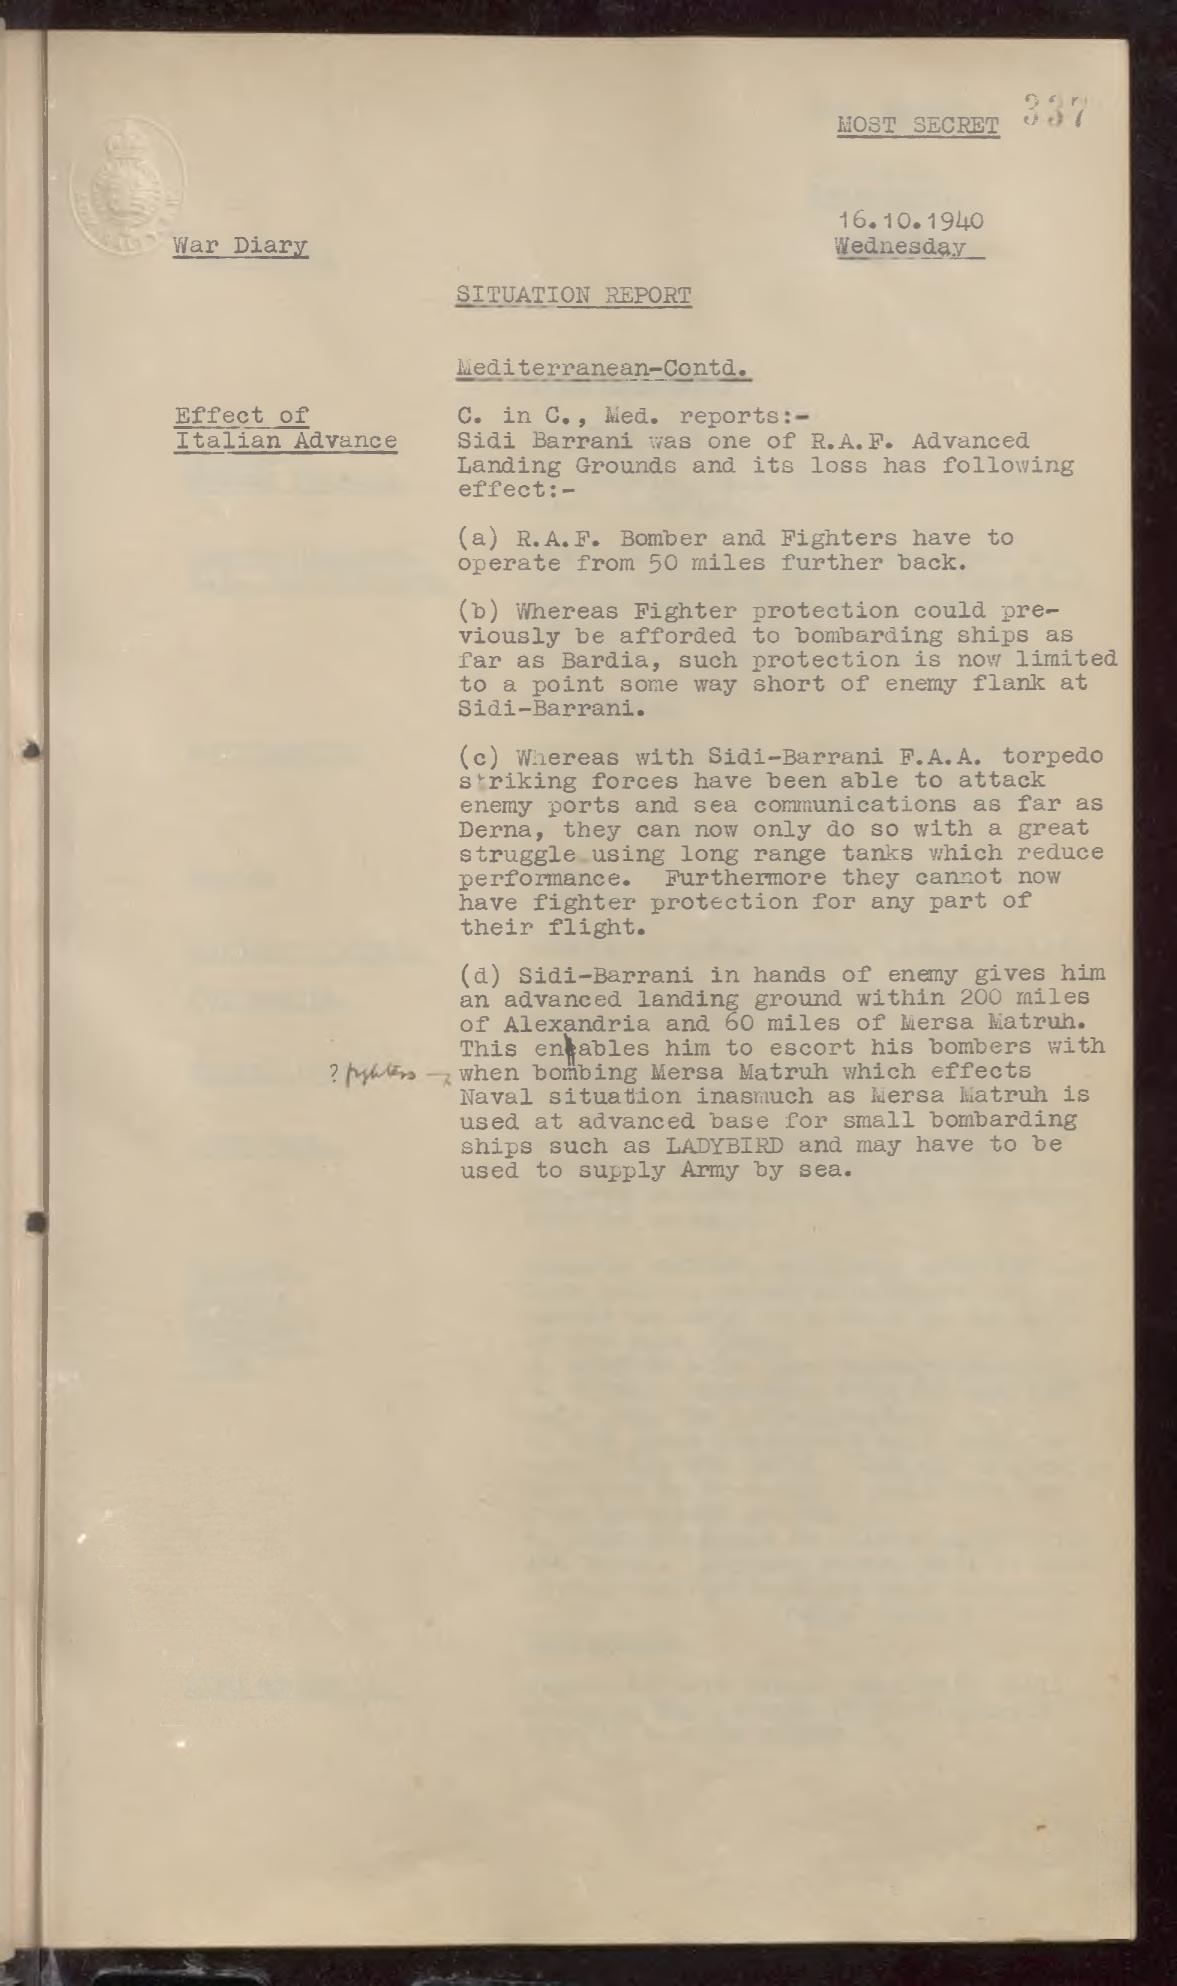 337
MOST SECRET
16.10.1940
War Diary
Wednesday
SITUATION REPORT
Mediterranean-Contd.
Effect of
Italian Advance
C. in C., Med. reports:-
Sidi Barrani was one of R.A.F. Advanced
Landing Grounds and its loss has following
effect:-
(a) R.A.F. Bomber and Fighters have to
operate from 50 miles further back.
(b) Whereas Fighter protection could pre-
viously be afforded to bombarding ships as
far as Bardia, such protection is now limited
to a point some way short of enemy flank at
Sidi-Barrani.
(c) Whereas with Sidi-Barrani F.A.A. torpedo
striking forces have been able to attack
enemy ports and sea communications as far as
Derna, they can now only do so with a great
struggle using long range tanks which reduce
performance. Furthermore they cannot now
have fighter protection for any part of
their flight.
(d) Sidi-Barrani in hands of enemy gives him
an advanced landing ground within 200 miles
of Alexandria and 60 miles of Mersa Matruh.
This enables him to escort his bombers with
? fighters
when bombing Mersa Matruh which effects
Naval situation inasmuch as Mersa Matruh is
used at advanced base for small bombarding
ships such as LADYBIRD and may have to be
used to supply Army by sea.